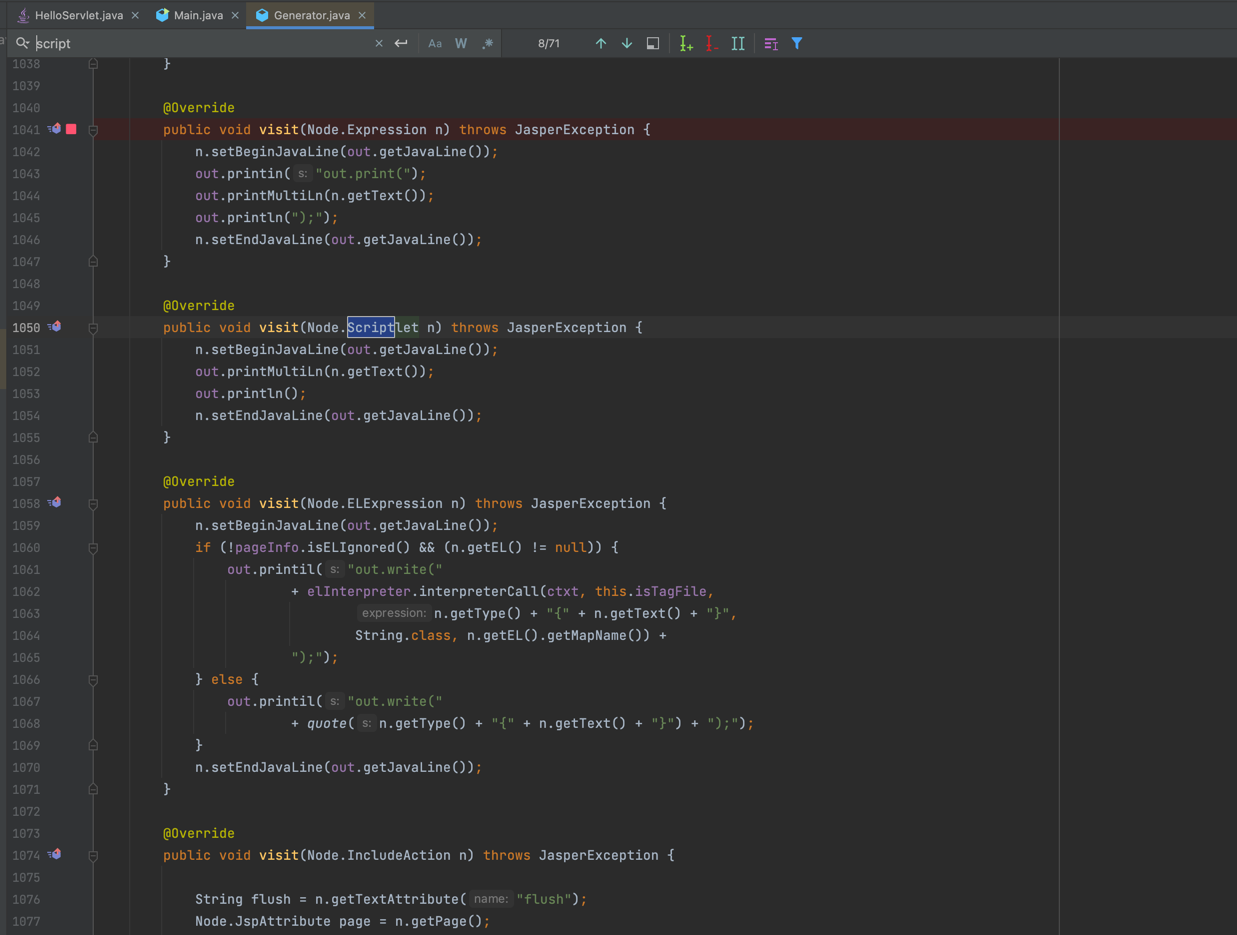 HelloServlet.java × Main.java × Generator.java ×
script × Aa W 8/71
1038 }
1039
1040 @Override
1041 public void visit(Node.Expression n) throws JasperException {
1042 n.setBeginJavaLine(out.getJavaLine());
1043 out.printin( s: "out.print(");
1044 out.printMultiLn(n.getText());
1045 out.println(");");
1046 n.setEndJavaLine(out.getJavaLine());
1047 }
1048
1049 @Override
1050 public void visit(Node.Scriptlet n) throws JasperException {
1051 n.setBeginJavaLine(out.getJavaLine());
1052 out.printMultiLn(n.getText());
1053 out.println();
1054 n.setEndJavaLine(out.getJavaLine());
1055 }
1056
1057 @Override
1058 public void visit(Node.ELExpression n) throws JasperException {
1059 n.setBeginJavaLine(out.getJavaLine());
1060 if (!pageInfo.isELIgnored() && (n.getEL() != null)) {
1061 out.printil( s: "out.write("
1062 + elInterpreter.interpreterCall(ctxt, this.isTagFile,
1063 expression: n.getType() + "{" + n.getText() + "}",
1064 String.class, n.getEL().getMapName()) +
1065 ");");
1066 } else {
1067 out.printil( s: "out.write("
1068 + quote( s: n.getType() + "{" + n.getText() + "}") + ");");
1069 }
1070 n.setEndJavaLine(out.getJavaLine());
1071 }
1072
1073 @Override
1074 public void visit(Node.IncludeAction n) throws JasperException {
1075
1076 String flush = n.getTextAttribute( name: "flush");
1077 Node.JspAttribute page = n.getPage();